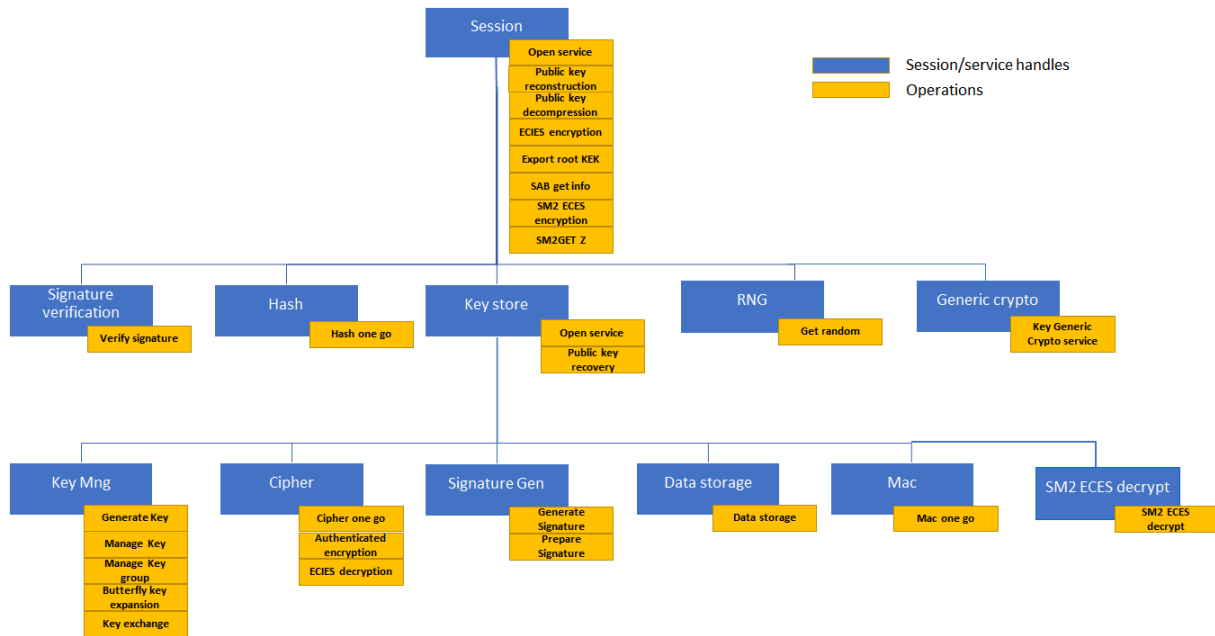 Session
Open service
Public key
reconstruction
Public key
decompression
ECIES encryption
Export root KEK
SAB get info
SM2 ECES
encryption
SM2GET Z
Session/service handles
Operations
Signature
verification
Verify signature
Hash
Hash one go
Key store
Open service
Public key
recovery
RNG
Get random
Generic crypto
Key Generic
Crypto service
Key Mng
Generate Key
Manage Key
Manage Key
group
Butterfly key
expansion
Key exchange
Cipher
Cipher one go
Authenticated
encryption
ECIES decryption
Signature Gen
Generate
Signature
Prepare
Signature
Data storage
Data storage
Mac
Mac one go
SM2 ECES decrypt
SM2 ECES
decrypt